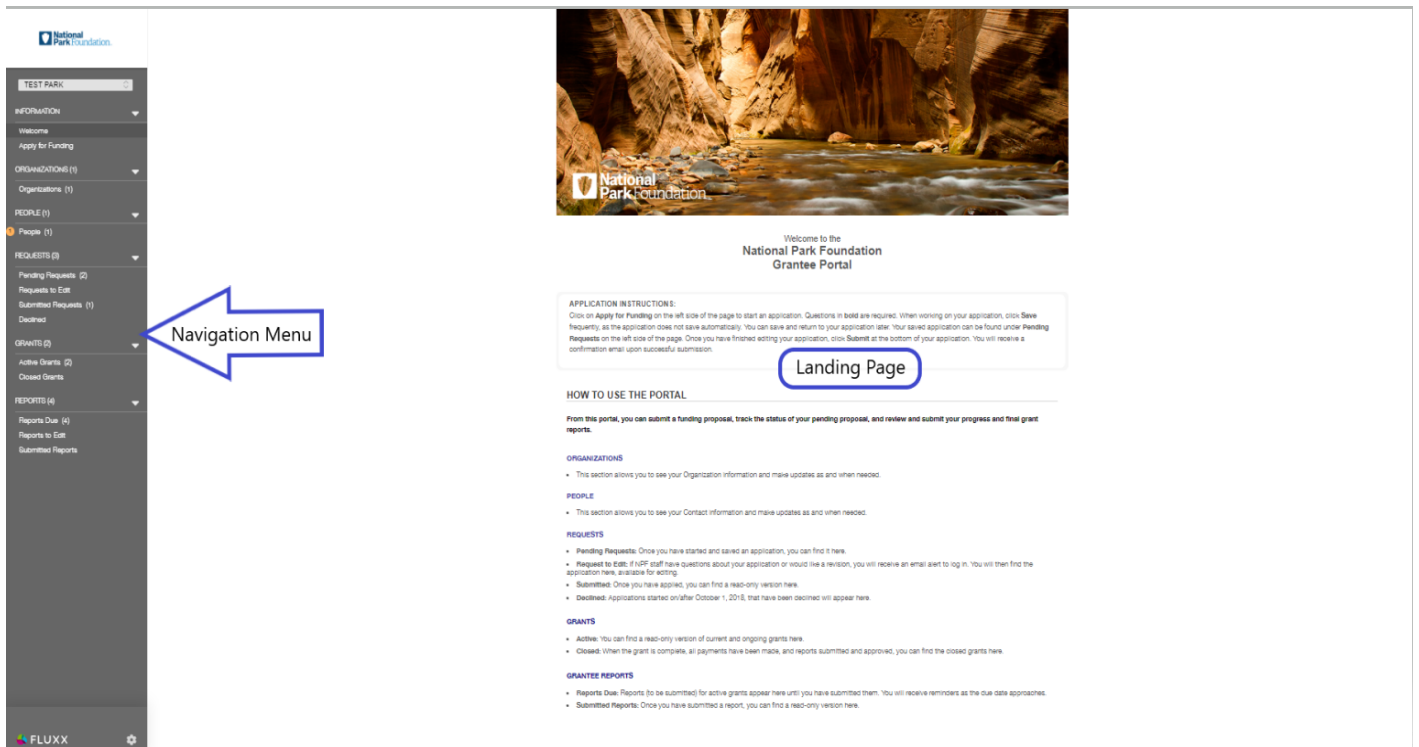 National
Park Foundation.
TEST PARK
INFORMATION
Welcome
Apply for Funding
ORGANIZATIONS (1)
Organizations (1)
PEOPLE (1)
People (1)
REQUESTS (3)
Pending Requests (2)
Requests to Edit
Submitted Requests (1)
Declined
GRANTS (2)
Active Grants (2)
Closed Grants
REPORTS (4)
Reports Due (4)
Reports to Edit
Submitted Reports
FLUXX
Navigation Menu
National
Park Foundation
Welcome to the
National Park Foundation
Grantee Portal
APPLICATION INSTRUCTIONS:
Click on Apply for Funding on the left side of the page to start an application. Questions in bold are required. When working on your application, click Save
frequently, as the application does not save automatically. You can save and return to your application later. Your saved application can be found under Pending
Requests on the left side of the page. Once you have finished editing your application, click Submit at the bottom of your application. You will receive a
confirmation email upon successful submission.
Landing Page
HOW TO USE THE PORTAL
From this portal, you can submit a funding proposal, track the status of your pending proposal, and review and submit your progress and final grant
reports.
ORGANIZATIONS
• This section allows you to see your Organization information and make updates as and when needed.
PEOPLE
• This section allows you to see your Contact information and make updates as and when needed.
REQUESTS
• Pending Requests: Once you have started and saved an application, you can find it here.
• Request to Edit: If NPF staff have questions about your application or would like a revision, you will receive an email alert to log in. You will then find the
application here, available for editing.
• Submitted: Once you have applied, you can find a read-only version here.
• Declined: Applications started on/after October 1, 2018, that have been declined will appear here.
GRANTS
• Active: You can find a read-only version of current and ongoing grants here.
• Closed: When the grant is complete, all payments have been made, and reports submitted and approved, you can find the closed grants here.
GRANTEE REPORTS
• Reports Due: Reports (to be submitted) for active grants appear here until you have submitted them. You will receive reminders as the due date approaches.
• Submitted Reports: Once you have submitted a report, you can find a read-only version here.